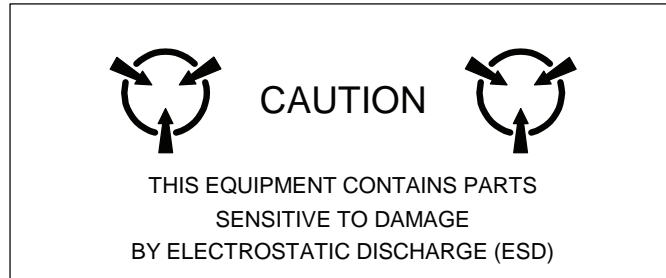 CAUTION
THIS EQUIPMENT CONTAINS PARTS
SENSITIVE TO DAMAGE
BY ELECTROSTATIC DISCHARGE (ESD)